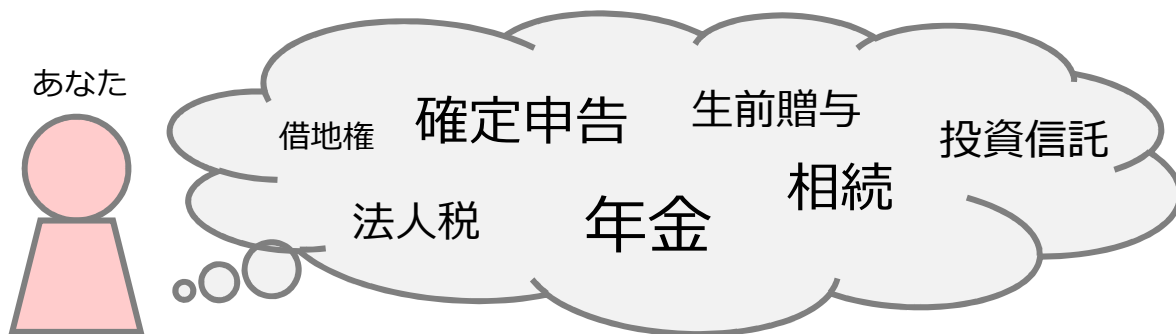 あなた
借地権
確定申告
生前贈与
投資信託
法人税
年金
相続